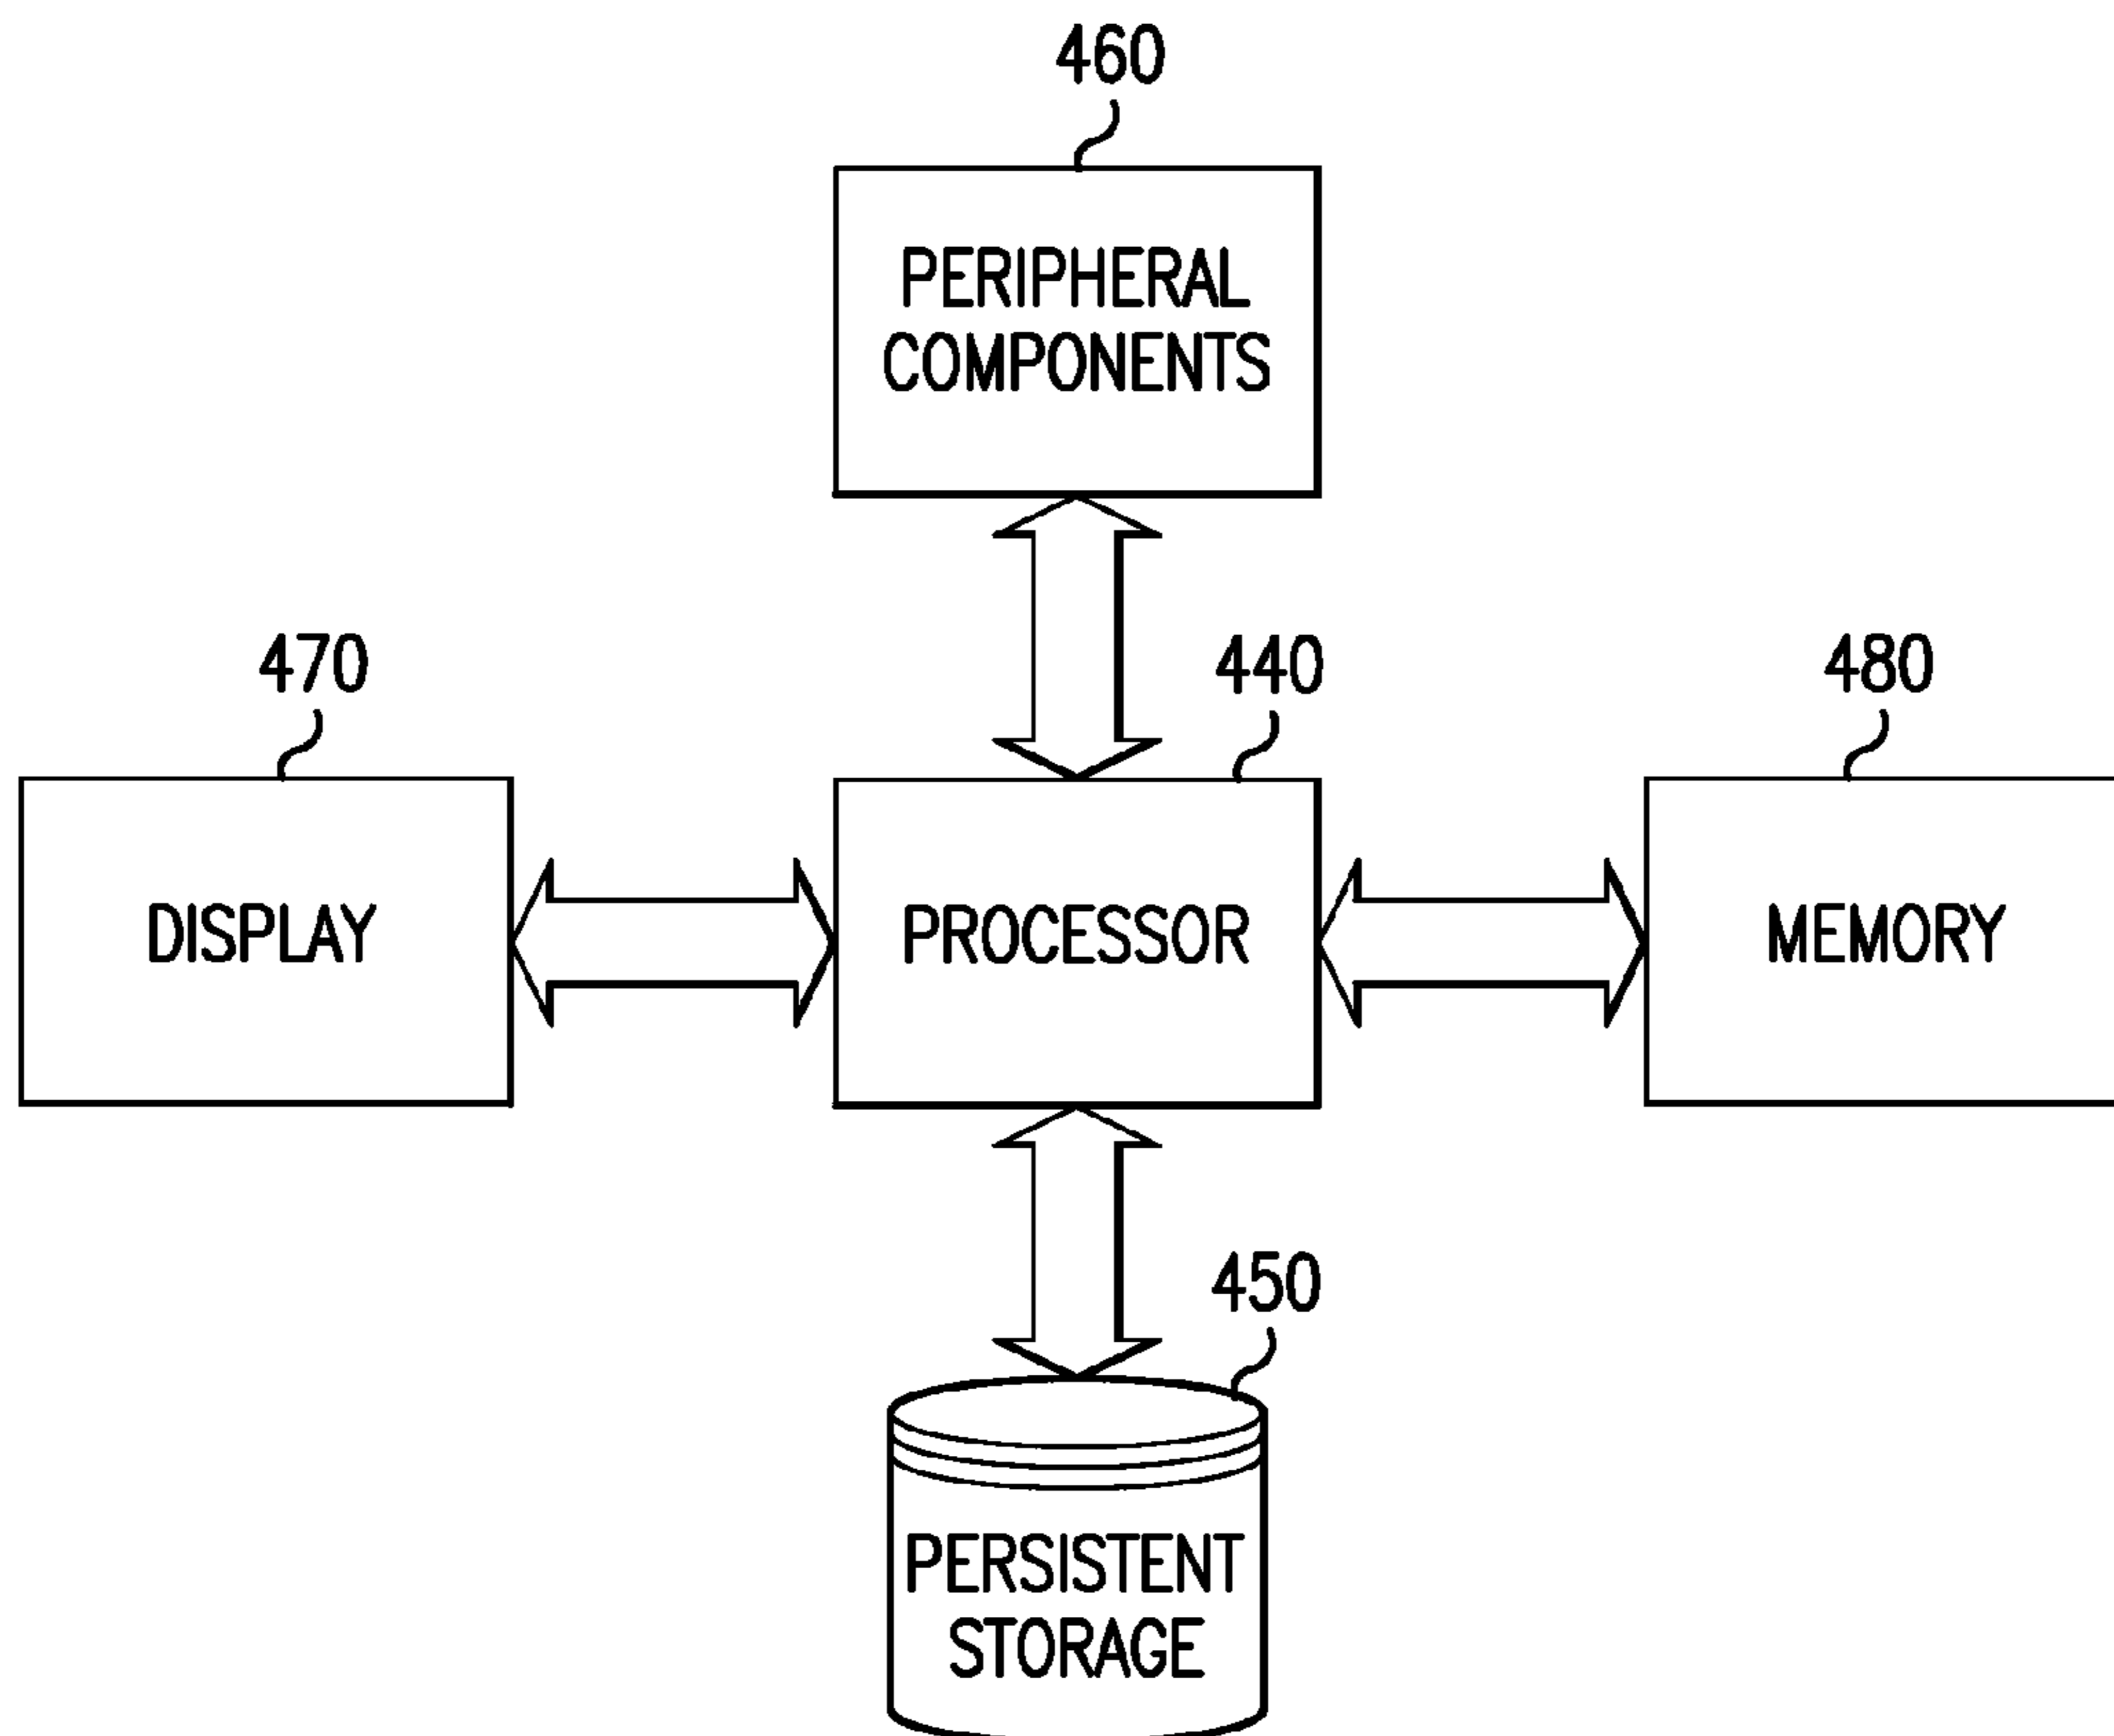 460
PERIPHERAL
COMPONENTS
470
440
480
DISPLAY
PROCESSOR
MEMORY
450
PERSISTENT
STORAGE